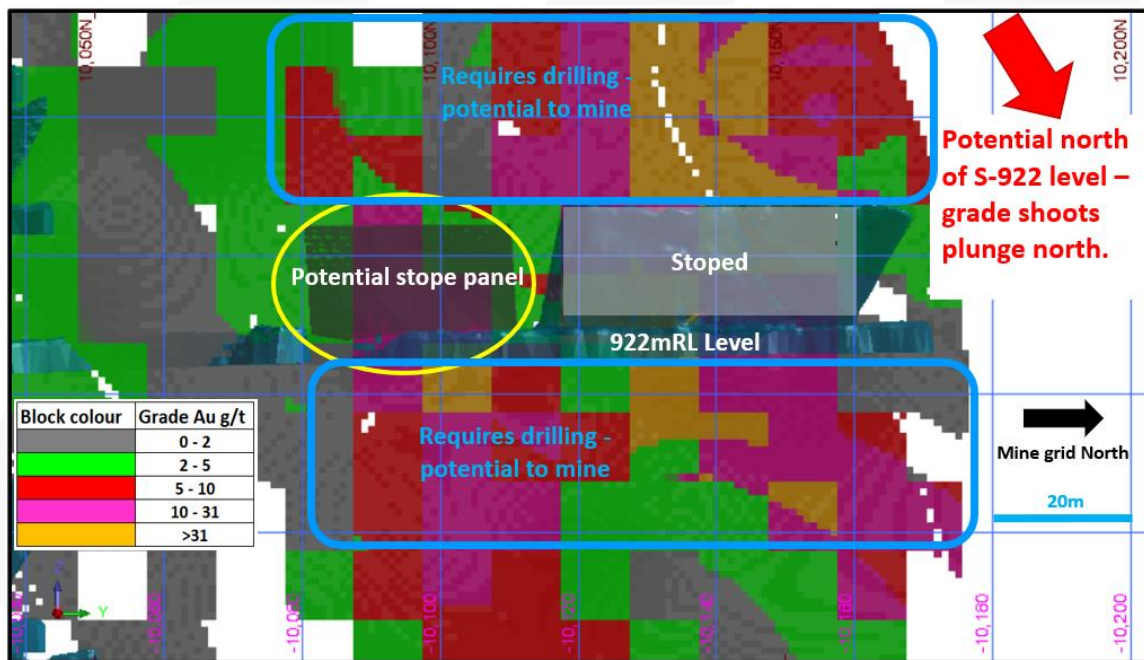 10,050N
10,100N
10,150N
10,200N
Requires drilling -
potential to mine
Potential north
of S-922 level –
grade shoots
plunge north.
Potential stope panel
Stoped
922mRL Level
Block colour Grade Au g/t
0 - 2
2 - 5
5 - 10
10 - 31
>31
Requires drilling -
potential to mine
Mine grid North
20m
Z
Y
-10,080
-10,100
-10,140
-10,160
-10,180
-10,200